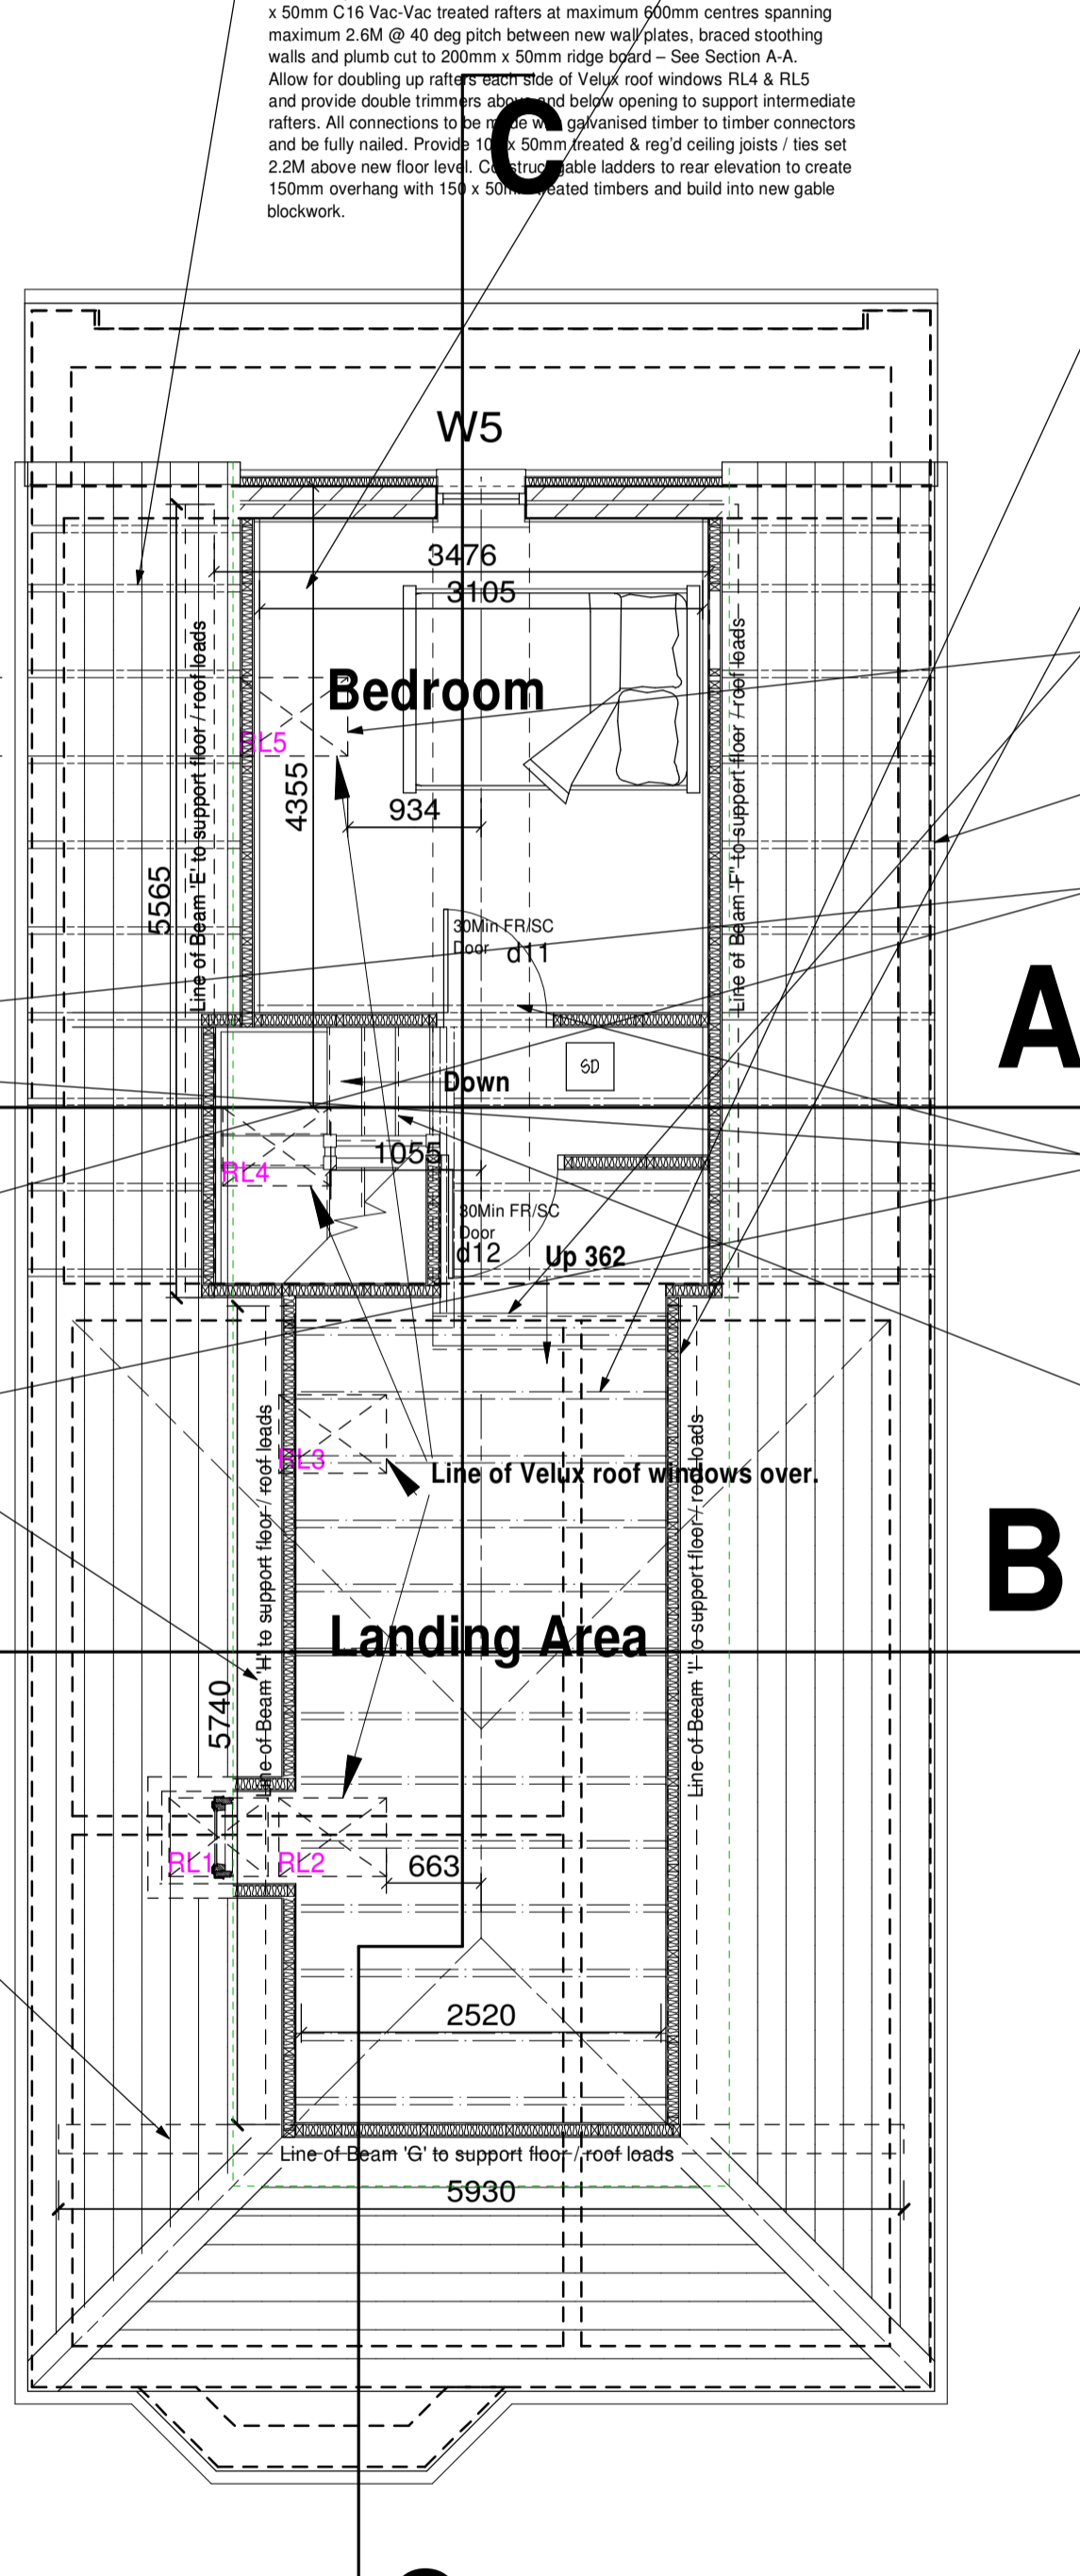 x 50mm C16 Vac-Vac treated rafters at maximum 600mm centres spanning
maximum 2.6M @ 40 deg pitch between new wall plates, braced stoothing
walls and plumb cut to 200mm x 50mm ridge board – See Section A-A.
Allow for doubling up rafters each side of Velux roof windows RL4 & RL5
and provide double trimmers above and below opening to support intermediate
rafters. All connections to be made with galvanised timber to timber connectors
and be fully nailed. Provide x 50mm treated & reg'd ceiling joists / ties set
2.2M above new floor level. Construct gable ladders to rear elevation to create
150mm overhang with 150 x 50mm treated timbers and build into new gable
blockwork.
C
W5
3476
3105
Bedroom
RL5
4355
934
5565
Line of Beam 'E' to support floor / roof loads
Line of Beam 'F' to support floor / roof loads
30Min FR/SC
Door d11
A
SD
Down
1055
RL4
30Min FR/SC
Door
d12
Up 362
RL3
Line of Velux roof windows over.
Line of Beam 'H' to support floor / roof loads
Line of Beam 'I' to support floor / roof loads
B
Landing Area
5740
RL1
RL2
663
2520
Line of Beam 'G' to support floor / roof loads
5930